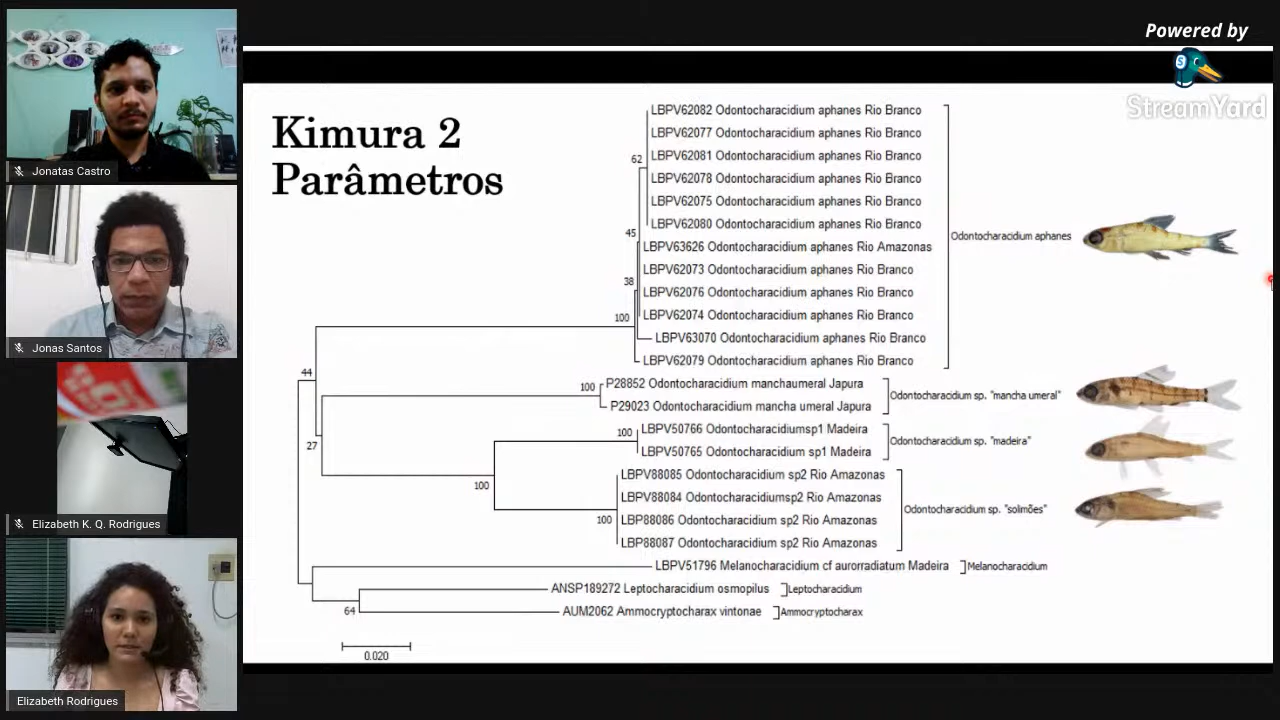 Powered by
StreamYard
Jonatas Castro
Jonas Santos
Elizabeth K. Q. Rodrigues
Elizabeth Rodrigues
Kimura 2
Parâmetros
LBPV62082 Odontocharacidium aphanes Rio Branco
LBPV62077 Odontocharacidium aphanes Rio Branco
LBPV62081 Odontocharacidium aphanes Rio Branco
62
LBPV62078 Odontocharacidium aphanes Rio Branco
LBPV62075 Odontocharacidium aphanes Rio Branco
LBPV62080 Odontocharacidium aphanes Rio Branco
45
Odontocharacidium aphanes
LBPV63626 Odontocharacidium aphanes Rio Amazonas
LBPV62073 Odontocharacidium aphanes Rio Branco
38
LBPV62076 Odontocharacidium aphanes Rio Branco
LBPV62074 Odontocharacidium aphanes Rio Branco
100
LBPV63070 Odontocharacidium aphanes Rio Branco
LBPV62079 Odontocharacidium aphanes Rio Branco
44
P28852 Odontocharacidium manchaumeral Japura
100
Odontocharacidium sp. "mancha umeral"
P29023 Odontocharacidium mancha umeral Japura
LBPV50766 Odontocharacidiumsp1 Madeira
100
Odontocharacidium sp. "madeira"
27
LBPV50765 Odontocharacidium sp1 Madeira
LBPV88085 Odontocharacidium sp2 Rio Amazonas
100
LBPV88084 Odontocharacidiumsp2 Rio Amazonas
Odontocharacidium sp. "solmões"
100
LBP88086 Odontocharacidium sp2 Rio Amazonas
LBP88087 Odontocharacidium sp2 Rio Amazonas
LBPV51796 Melanocharacidium cf aurorradiatum Madeira
Melanocharacidium
ANSP189272 Leptocharacidium osmopilus
Leptocharacidium
64
AUM2062 Ammocryptocharax vintonae
Ammocryptocharax
0.020